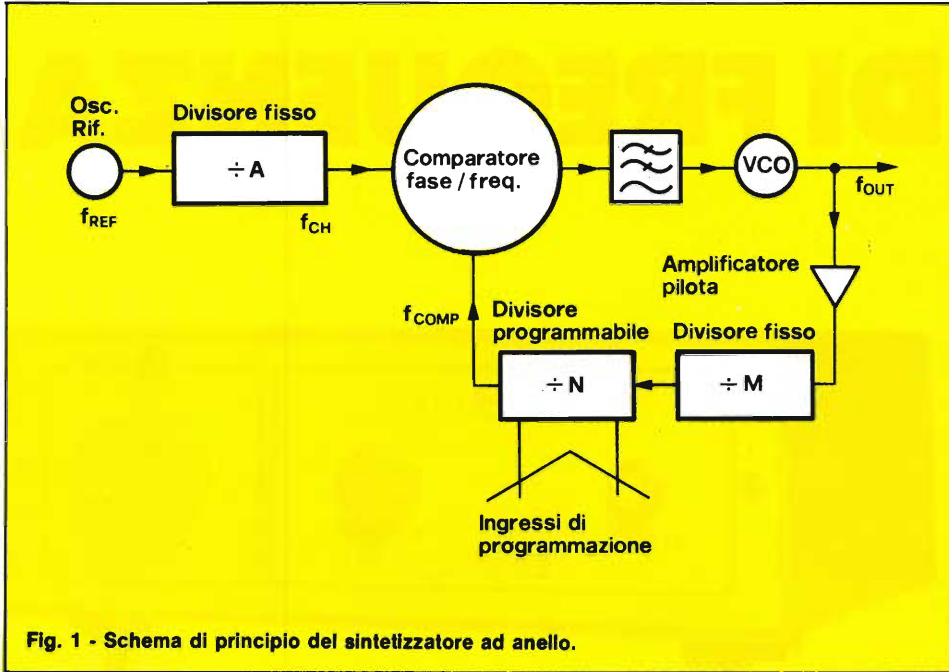 Osc.
Rif.
Divisore fisso
÷ A
fREF
fCH
Comparatore
fase / freq.
VCO
fOUT
Amplificatore
pilota
fCOMP
Divisore
programmabile
÷ N
Divisore fisso
÷ M
Ingressi di
programmazione
Fig. 1 - Schema di principio del sintetizzatore ad anello.